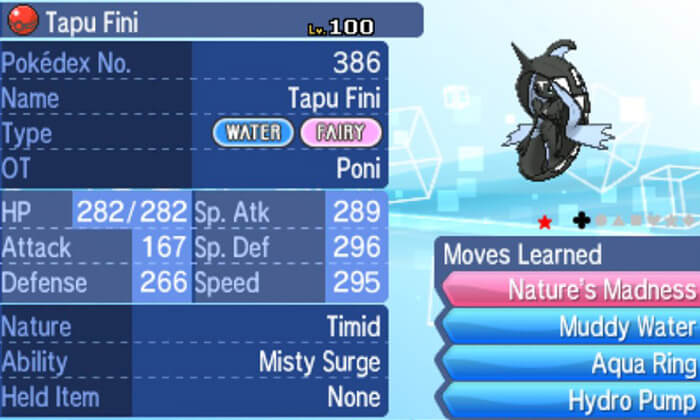 Tapu Fini Lv.100
Pokédex No. 386
Name Tapu Fini
Type WATER FAIRY
OT Poni
HP 282/282 Sp. Atk 289
Attack 167 Sp. Def 296
Defense 266 Speed 295
Nature Timid
Ability Misty Surge
Held Item None
Moves Learned
Nature's Madness
Muddy Water
Aqua Ring
Hydro Pump